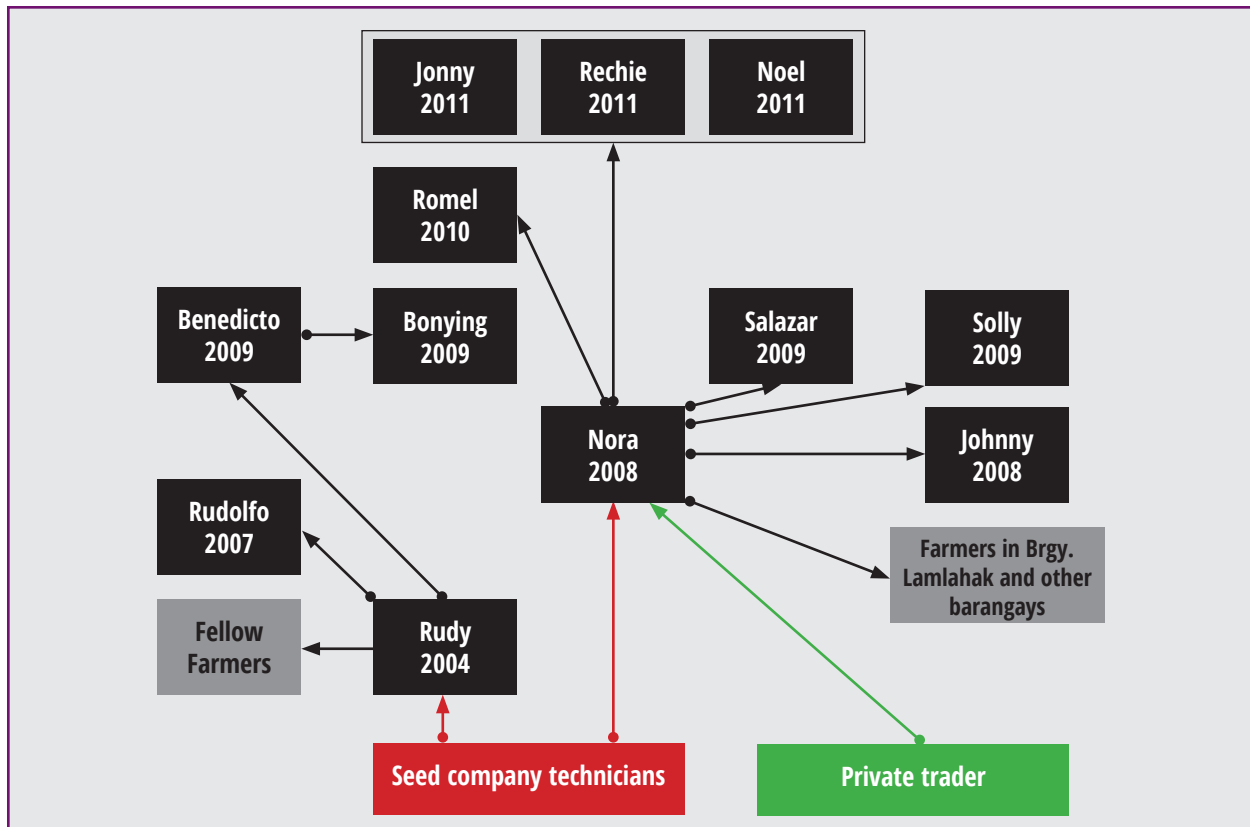 Jonny
2011
Rechie
2011
Noel
2011
Romel
2010
Benedicto
2009
Bonying
2009
Salazar
2009
Solly
2009
Nora
2008
Johnny
2008
Rudolfo
2007
Farmers in Brgy.
Lamlahak and other
barangays
Fellow
Farmers
Rudy
2004
Seed company technicians
Private trader